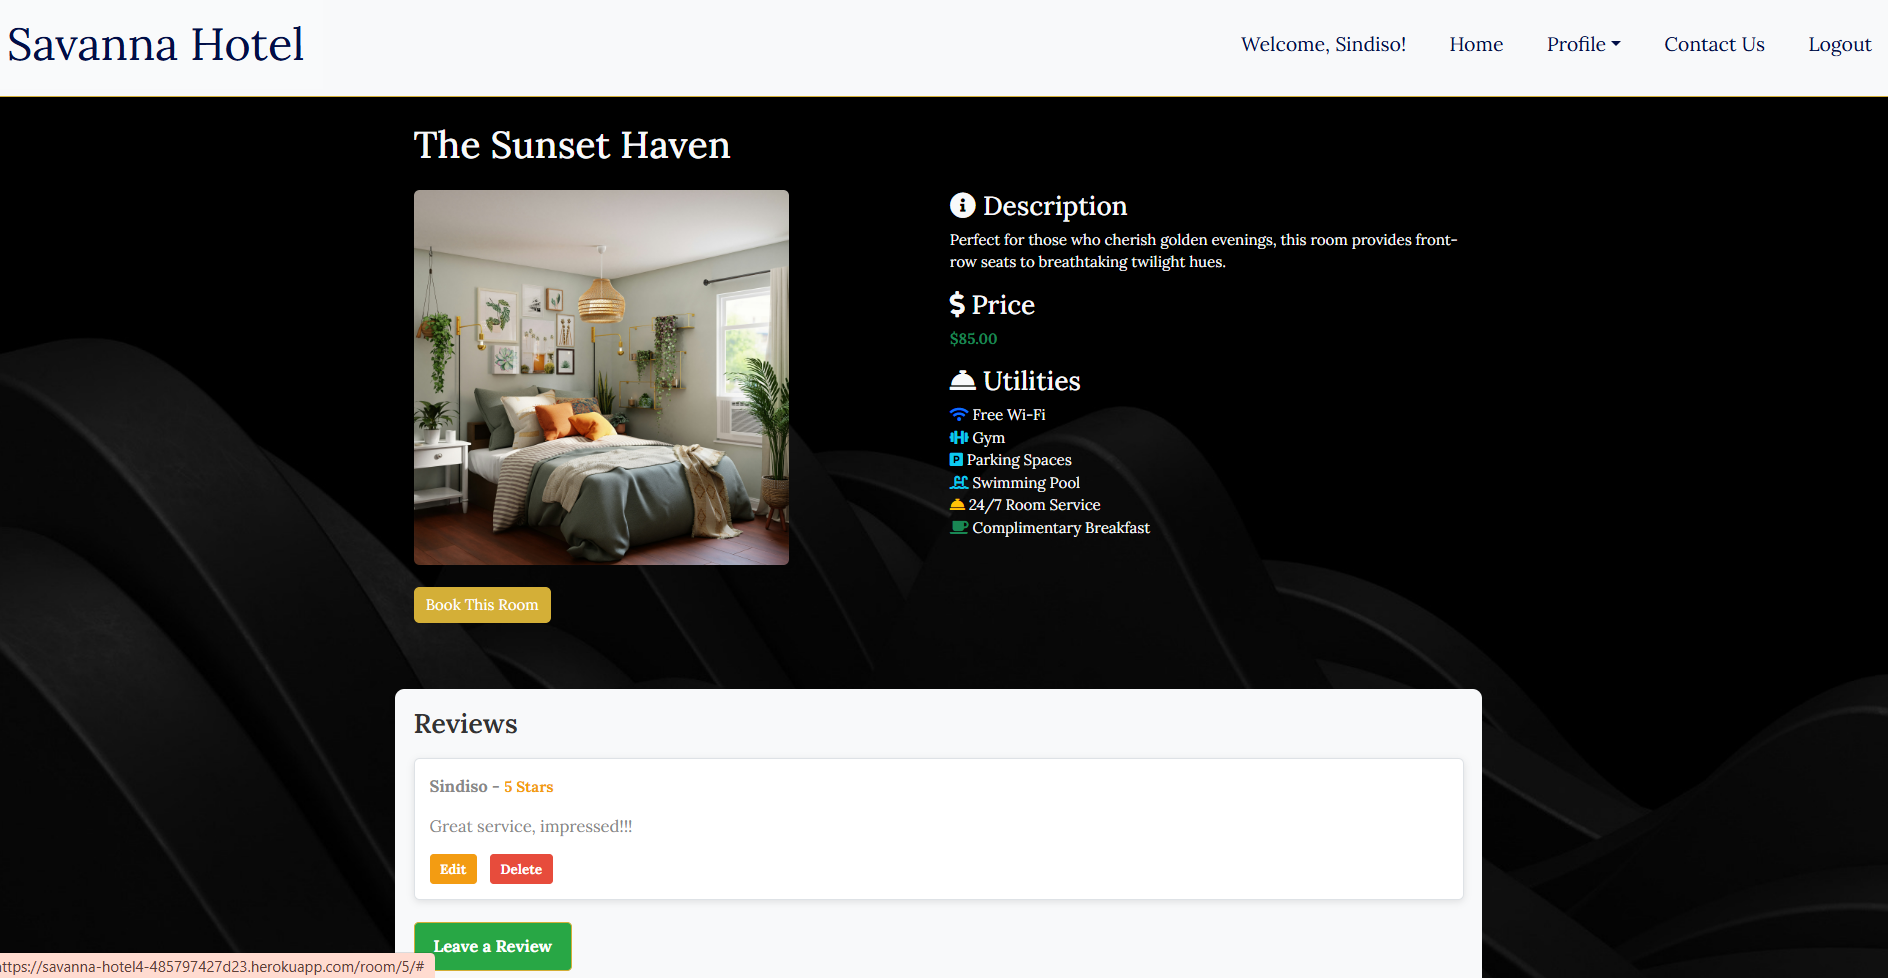 Savanna Hotel
Welcome, Sindiso!
Home
Profile
Contact Us
Logout
The Sunset Haven
Description
Perfect for those who cherish golden evenings, this room provides front-
row seats to breathtaking twilight hues.
Price
$85.00
Utilities
Free Wi-Fi
Gym
P Parking Spaces
Swimming Pool
24/7 Room Service
Complimentary Breakfast
Book This Room
Reviews
Sindiso - 5 Stars
Great service, impressed!!!
Edit
Delete
Leave a Review
ttps://savanna-hotel4-485797427d23.herokuapp.com/room/5/#